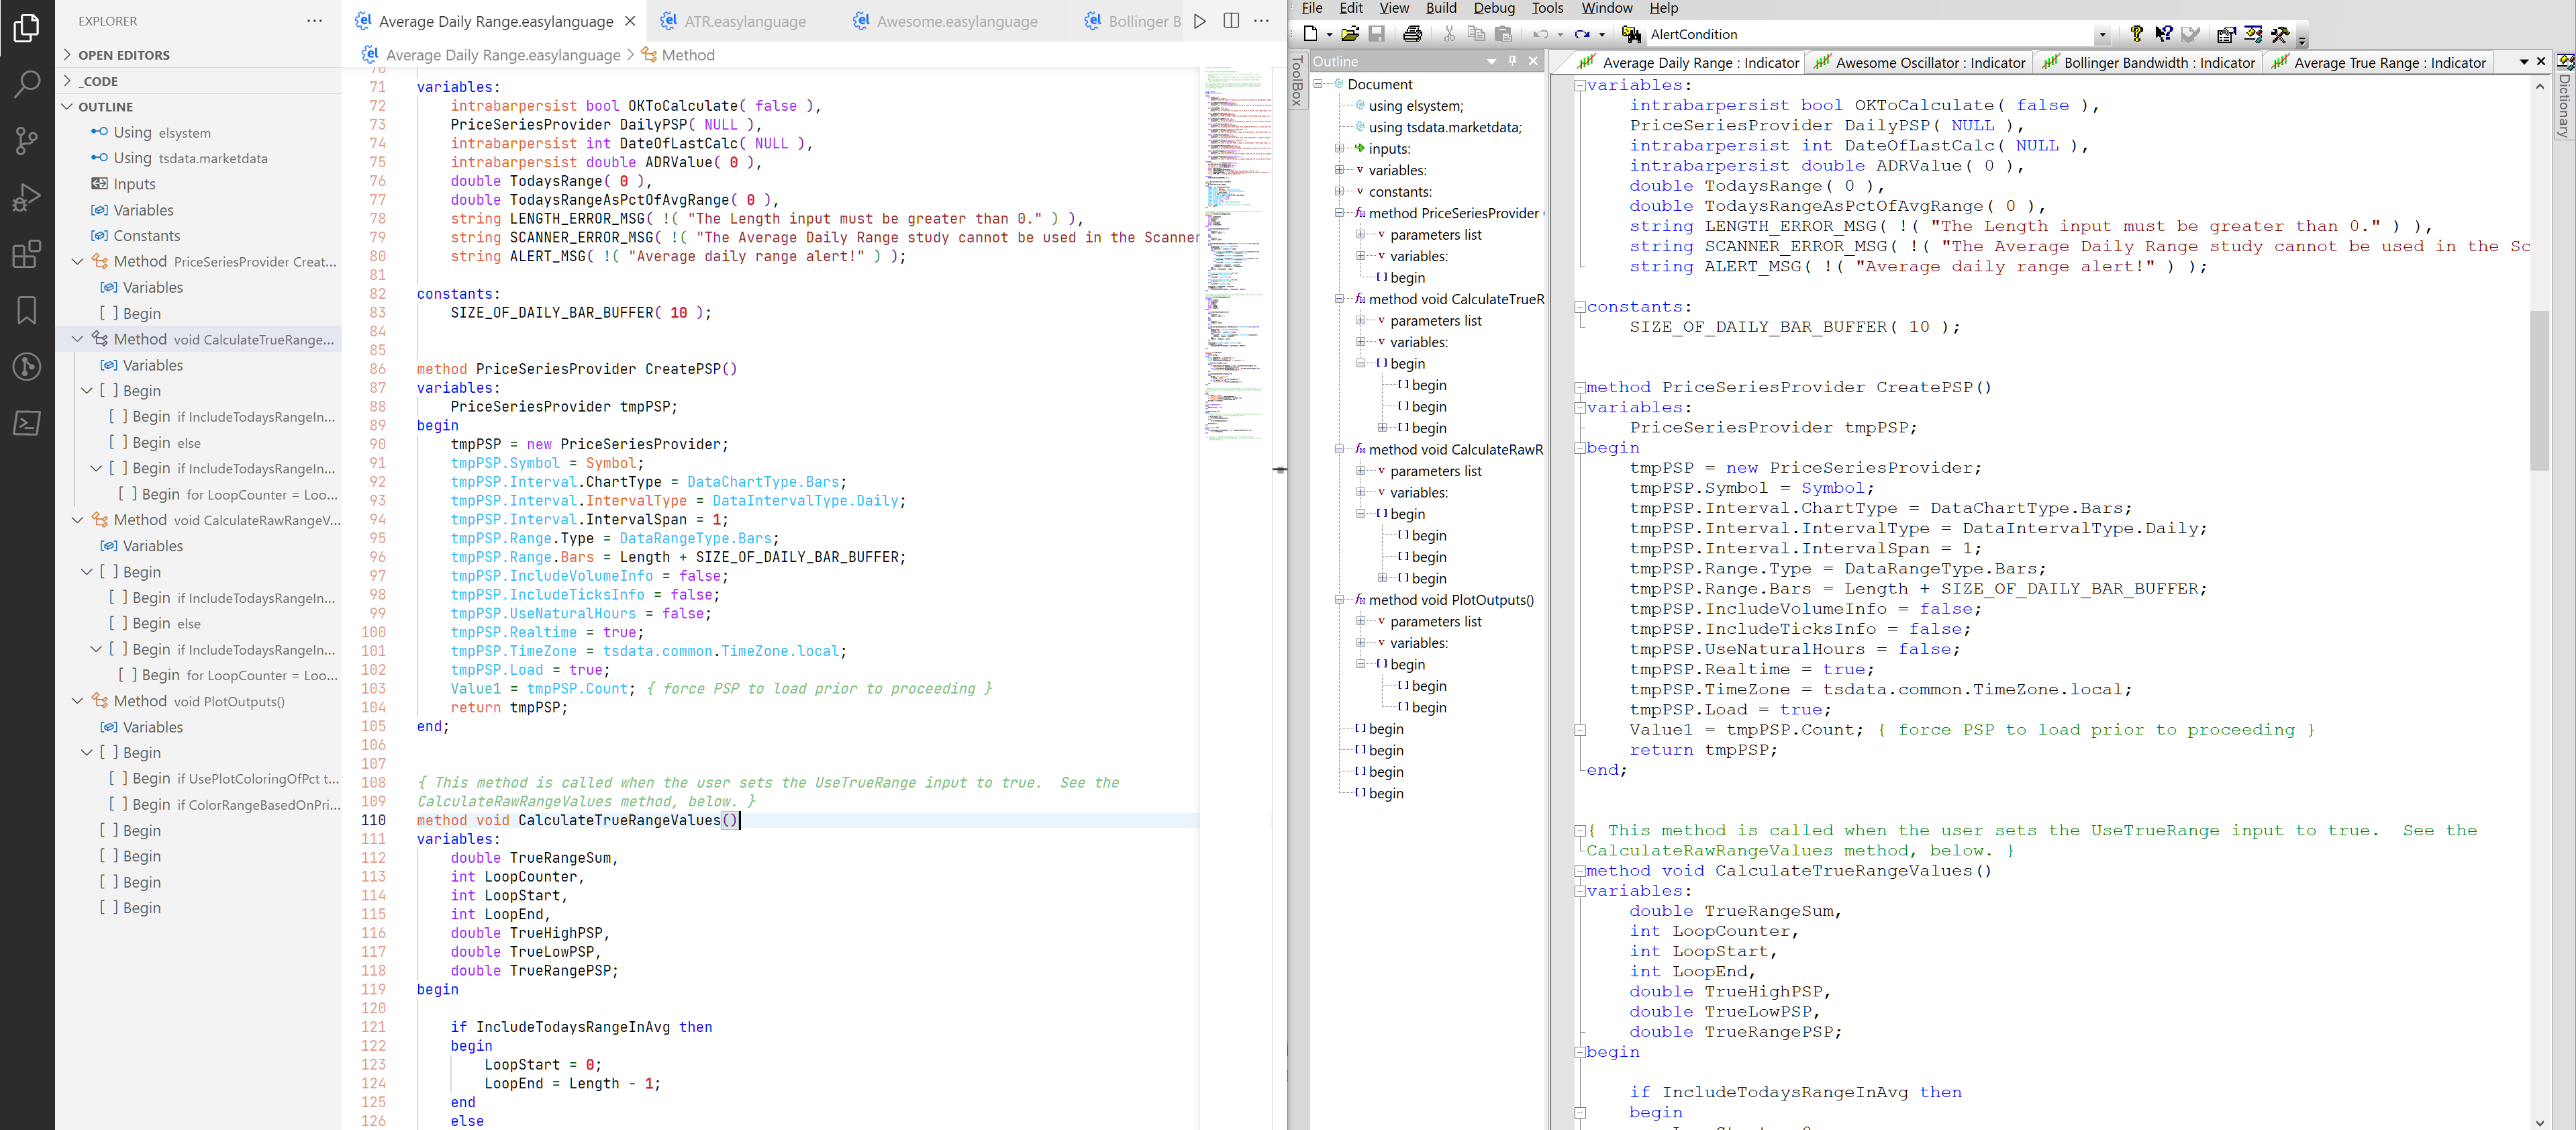 EXPLORER
OPEN EDITORS
_CODE
OUTLINE
Using elsystem
Using tsdata.marketdata
Inputs
Variables
Constants
Method PriceSeriesProvider Creat...
Variables
[ ] Begin
Method void CalculateTrueRange...
Variables
[ ] Begin
[ ] Begin if IncludeTodaysRangeIn...
[ ] Begin else
[ ] Begin if IncludeTodaysRangeIn...
[ ] Begin for LoopCounter = Loo...
Method void CalculateRawRangeV...
Variables
[ ] Begin
[ ] Begin if IncludeTodaysRangeIn...
[ ] Begin else
[ ] Begin if IncludeTodaysRangeIn...
[ ] Begin for LoopCounter = Loo...
Method void PlotOutputs()
Variables
[ ] Begin
[ ] Begin if UsePlotColoringOfPct t...
[ ] Begin if ColorRangeBasedOnPri...
[ ] Begin
[ ] Begin
[ ] Begin
[ ] Begin
Average Daily Range.easylanguage ATR.easylanguage Awesome.easylanguage Bollinger B
Average Daily Range.easylanguage > Method
70
71 variables:
72 intrabarpersist bool OKToCalculate( false ),
73 PriceSeriesProvider DailyPSP( NULL ),
74 intrabarpersist int DateOfLastCalc( NULL ),
75 intrabarpersist double ADRValue( 0 ),
76 double TodaysRange( 0 ),
77 double TodaysRangeAsPctOfAvgRange( 0 ),
78 string LENGTH_ERROR_MSG( !( "The Length input must be greater than 0." ) ),
79 string SCANNER_ERROR_MSG( !( "The Average Daily Range study cannot be used in the Scanner
80 string ALERT_MSG( !( "Average daily range alert!" ) );
81
82 constants:
83 SIZE_OF_DAILY_BAR_BUFFER( 10 );
84
85
86 method PriceSeriesProvider CreatePSP()
87 variables:
88 PriceSeriesProvider tmpPSP;
89 begin
90 tmpPSP = new PriceSeriesProvider;
91 tmpPSP.Symbol = Symbol;
92 tmpPSP.Interval.ChartType = DataChartType.Bars;
93 tmpPSP.Interval.IntervalType = DataIntervalType.Daily;
94 tmpPSP.Interval.IntervalSpan = 1;
95 tmpPSP.Range.Type = DataRangeType.Bars;
96 tmpPSP.Range.Bars = Length + SIZE_OF_DAILY_BAR_BUFFER;
97 tmpPSP.IncludeVolumeInfo = false;
98 tmpPSP.IncludeTicksInfo = false;
99 tmpPSP.UseNaturalHours = false;
100 tmpPSP.Realtime = true;
101 tmpPSP.TimeZone = tsdata.common.TimeZone.local;
102 tmpPSP.Load = true;
103 Value1 = tmpPSP.Count; { force PSP to load prior to proceeding }
104 return tmpPSP;
105 end;
106
107
108 { This method is called when the user sets the UseTrueRange input to true.  See the
109 CalculateRawRangeValues method, below. }
110 method void CalculateTrueRangeValues()
111 variables:
112 double TrueRangeSum,
113 int LoopCounter,
114 int LoopStart,
115 int LoopEnd,
116 double TrueHighPSP,
117 double TrueLowPSP,
118 double TrueRangePSP;
119 begin
120
121 if IncludeTodaysRangeInAvg then
122 begin
123 LoopStart = 0;
124 LoopEnd = Length - 1;
125 end
126 else
File Edit View Build Debug Tools Window Help
AlertCondition
ToolBox
Outline
Document
using elsystem;
using tsdata.marketdata;
inputs:
variables:
constants:
method PriceSeriesProvider
parameters list
variables:
begin
method void CalculateTrueR
parameters list
variables:
begin
begin
begin
begin
method void CalculateRawR
parameters list
variables:
begin
begin
begin
begin
method void PlotOutputs()
parameters list
variables:
begin
begin
begin
begin
begin
begin
begin
Average Daily Range : Indicator Awesome Oscillator : Indicator Bollinger Bandwidth : Indicator Average True Range : Indicator
Dictionary
variables:
intrabarpersist bool OKToCalculate( false ),
PriceSeriesProvider DailyPSP( NULL ),
intrabarpersist int DateOfLastCalc( NULL ),
intrabarpersist double ADRValue( 0 ),
double TodaysRange( 0 ),
double TodaysRangeAsPctOfAvgRange( 0 ),
string LENGTH_ERROR_MSG( !( "The Length input must be greater than 0." ) ),
string SCANNER_ERROR_MSG( !( "The Average Daily Range study cannot be used in the Sc
string ALERT_MSG( !( "Average daily range alert!" ) );
constants:
SIZE_OF_DAILY_BAR_BUFFER( 10 );
method PriceSeriesProvider CreatePSP()
variables:
PriceSeriesProvider tmpPSP;
begin
tmpPSP = new PriceSeriesProvider;
tmpPSP.Symbol = Symbol;
tmpPSP.Interval.ChartType = DataChartType.Bars;
tmpPSP.Interval.IntervalType = DataIntervalType.Daily;
tmpPSP.Interval.IntervalSpan = 1;
tmpPSP.Range.Type = DataRangeType.Bars;
tmpPSP.Range.Bars = Length + SIZE_OF_DAILY_BAR_BUFFER;
tmpPSP.IncludeVolumeInfo = false;
tmpPSP.IncludeTicksInfo = false;
tmpPSP.UseNaturalHours = false;
tmpPSP.Realtime = true;
tmpPSP.TimeZone = tsdata.common.TimeZone.local;
tmpPSP.Load = true;
Value1 = tmpPSP.Count; { force PSP to load prior to proceeding }
return tmpPSP;
end;
{ This method is called when the user sets the UseTrueRange input to true.  See the
CalculateRawRangeValues method, below. }
method void CalculateTrueRangeValues()
variables:
double TrueRangeSum,
int LoopCounter,
int LoopStart,
int LoopEnd,
double TrueHighPSP,
double TrueLowPSP,
double TrueRangePSP;
begin
if IncludeTodaysRangeInAvg then
begin